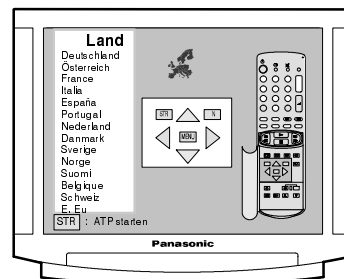 Land
Deutschland
Österreich
France
Italia
España
Portugal
Nederland
Danmark
Sverige
Norge
Suomi
Belgique
Schweiz
E. Eu
STR N
MENU
STR : ATP starten
Panasonic